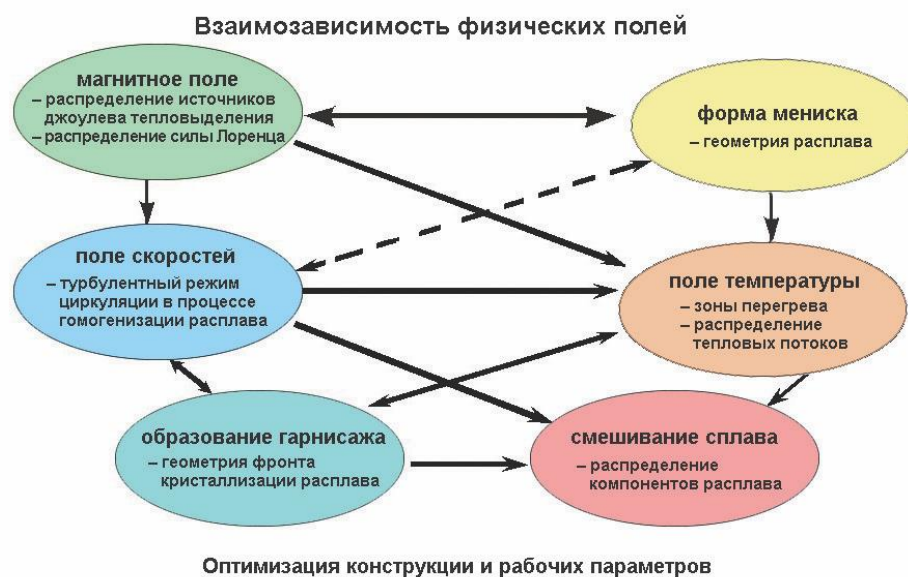 Взаимозависимость физических полей
магнитное поле
– распределение источников
джоулева тепловыделения
– распределение силы Лоренца
форма мениска
– геометрия расплава
поле скоростей
– турбулентный режим
циркуляции в процессе
гомогенизации расплава
поле температуры
– зоны перегрева
– распределение
тепловых потоков
образование гарнисажа
– геометрия фронта
кристаллизации расплава
смешивание сплава
– распределение
компонентов расплава
Оптимизация конструкции и рабочих параметров